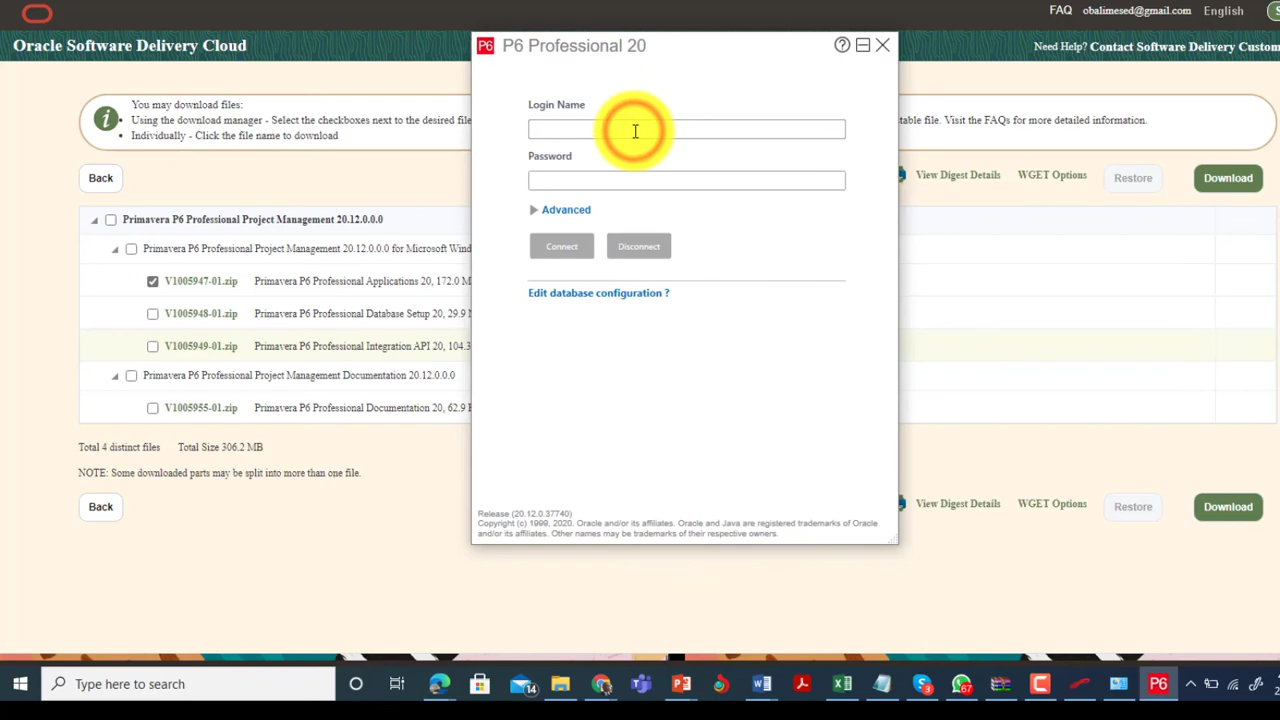 FAQ obalimesed@gmail.com English
Oracle Software Delivery Cloud
Need Help? Contact Software Delivery Custom
P6 P6 Professional 20
You may download files:
Using the download manager - Select the checkboxes next to the desired file
stable file. Visit the FAQs for more detailed information.
Individually - Click the file name to download
Login Name
Password
Advanced
Connect Disconnect
Edit database configuration ?
Release (20.12.0.37740)
Copyright (c) 1999, 2020. Oracle and/or its affiliates. Oracle and Java are registered trademarks of Oracle
and/or its affiliates. Other names may be trademarks of their respective owners.
Back View Digest Details WGET Options Restore Download
Primavera P6 Professional Project Management 20.12.0.0.0
Primavera P6 Professional Project Management 20.12.0.0.0 for Microsoft Wind
V1005947-01.zip Primavera P6 Professional Applications 20, 172.0 M
V1005948-01.zip Primavera P6 Professional Database Setup 20, 29.9
V1005949-01.zip Primavera P6 Professional Integration API 20, 104.3
Primavera P6 Professional Project Management Documentation 20.12.0.0.0
V1005955-01.zip Primavera P6 Professional Documentation 20, 62.9
Total 4 distinct files Total Size 306.2 MB
NOTE: Some downloaded parts may be split into more than one file.
Back View Digest Details WGET Options Restore Download
Type here to search 14 3 67 P6